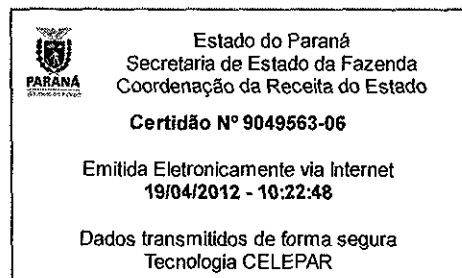 Estado do Paraná
Secretaria de Estado da Fazenda
Coordenação da Receita do Estado
PARANÁ
Certidão Nº 9049563-06
Emitida Eletronicamente via Internet
19/04/2012 - 10:22:48
Dados transmitidos de forma segura
Tecnologia CELEPAR